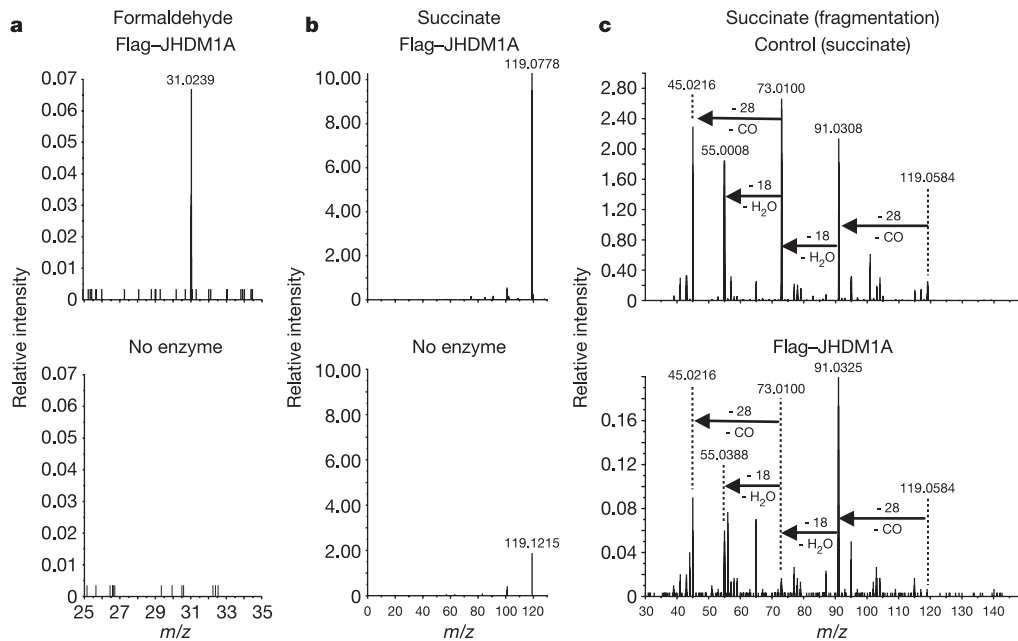 a
Formaldehyde
Flag–JHDM1A
0.07
0.06
0.05
0.04
0.03
0.02
0.01
0
31.0239
No enzyme
0.07
0.06
0.05
0.04
0.03
0.02
0.01
0
25 27 29 31 33 35
m/z
Relative intensity
b
Succinate
Flag–JHDM1A
10.00
8.00
6.00
4.00
2.00
0
119.0778
No enzyme
10.00
8.00
6.00
4.00
2.00
0
119.1215
0 20 40 60 80 100 120
m/z
Relative intensity
c
Succinate (fragmentation)
Control (succinate)
2.80
2.40
2.00
1.60
1.20
0.80
0.40
0
45.0216
73.0100
- 28
- CO
55.0008
91.0308
- 18
- H2O
119.0584
- 28
- CO
- 18
- H2O
Flag–JHDM1A
0.16
0.12
0.08
0.04
0
45.0216
73.0100
91.0325
- 28
- CO
55.0388
- 18
- H2O
119.0584
- 28
- CO
- 18
- H2O
30 40 50 60 70 80 90 100 110 120 130 140
m/z
Relative intensity